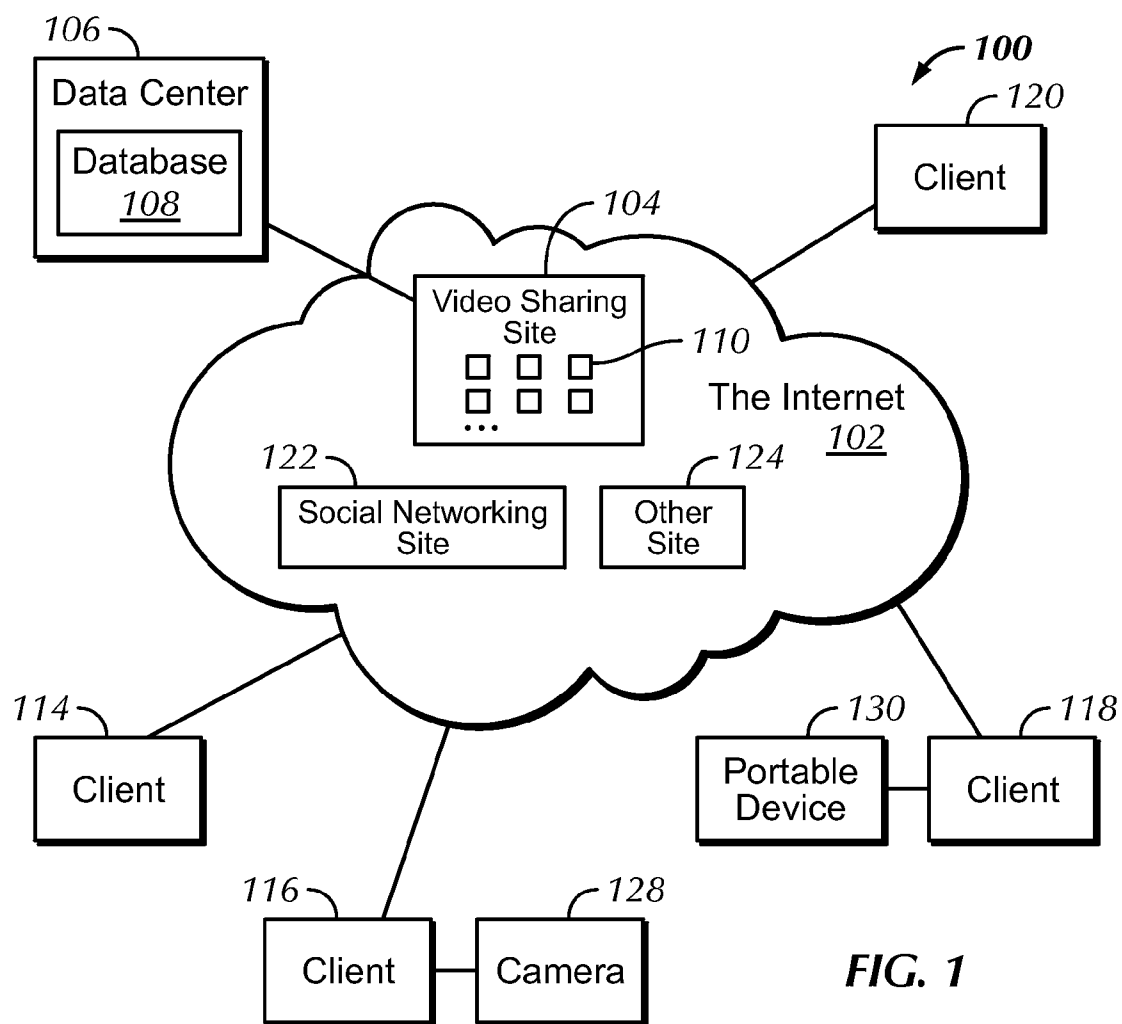 106
Data Center
Database
108
100
120
Client
104
Video Sharing
Site
110
...
The Internet
102
122
Social Networking
Site
124
Other
Site
114
Client
130
Portable
Device
118
Client
116
Client
128
Camera
FIG. 1